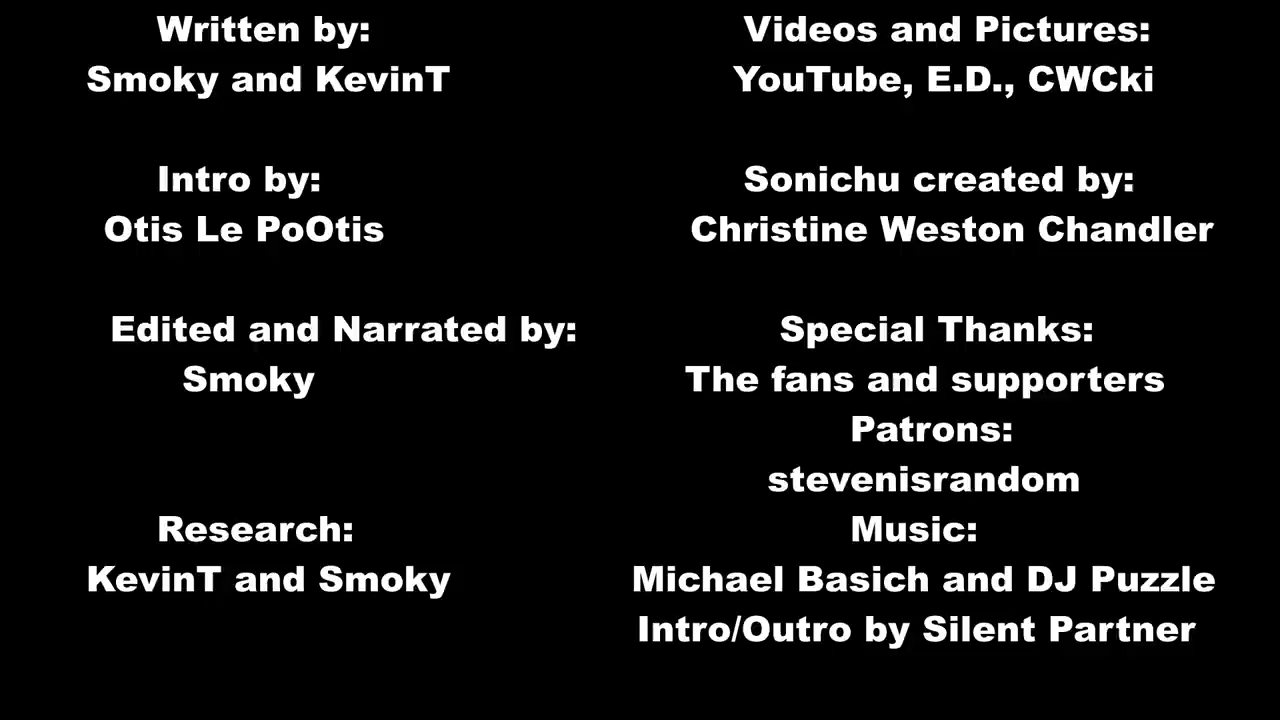 Written by:
Smoky and KevinT
Intro by:
Otis Le PoOtis
Edited and Narrated by:
Smoky
Research:
KevinT and Smoky
Videos and Pictures:
YouTube, E.D., CWCki
Sonichu created by:
Christine Weston Chandler
Special Thanks:
The fans and supporters
Patrons:
stevenisrandom
Music:
Michael Basich and DJ Puzzle
Intro/Outro by Silent Partner